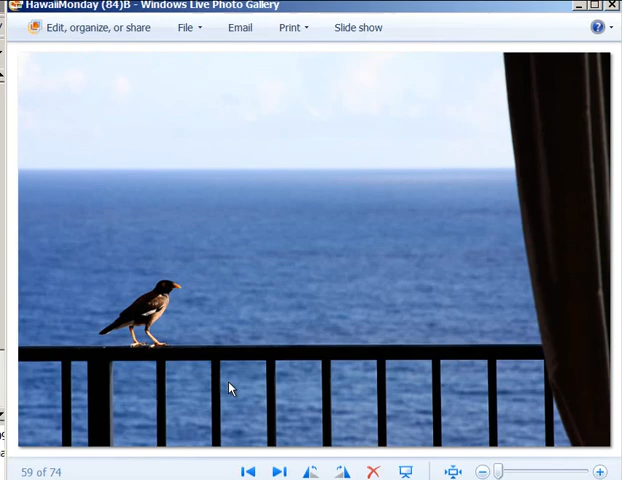 HawaiiMonday (84)B - Windows Live Photo Gallery
Edit, organize, or share File Email Print Slide show
59 of 74